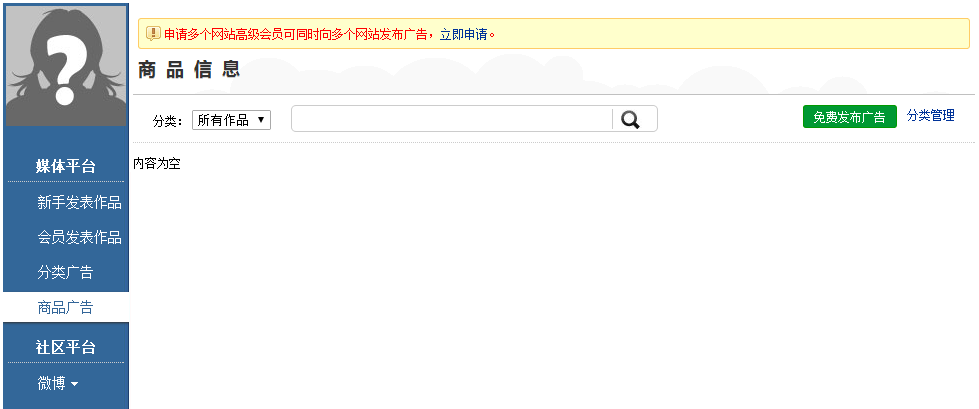 申请多个网站高级会员可同时向多个网站发布广告，立即申请。
商品信息
分类： 所有作品 免费发布广告 分类管理
内容为空
媒体平台
新手发表作品
会员发表作品
分类广告
商品广告
社区平台
微博